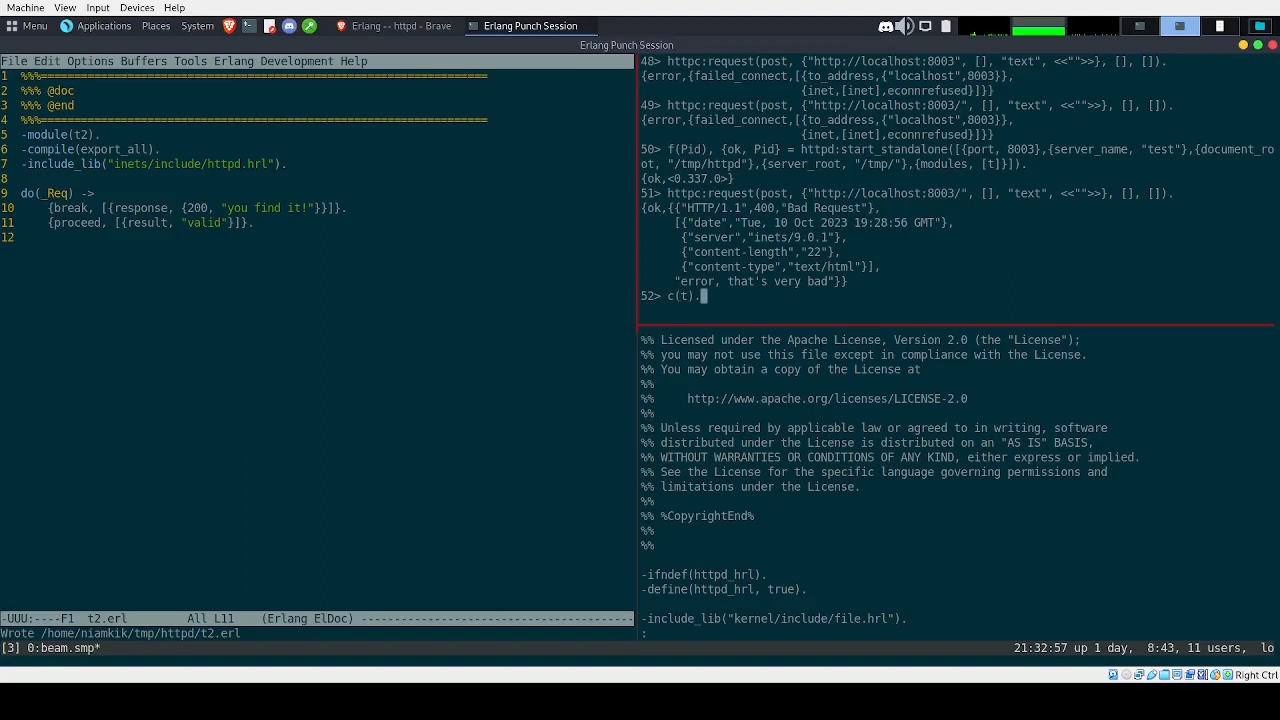 Machine View Input Devices Help
Menu Applications Places System Erlang -- httpd - Brave Erlang Punch Session
Erlang Punch Session
File Edit Options Buffers Tools Erlang Development Help
1 %%%====================================================================
2 %%% @doc
3 %%% @end
4 %%%====================================================================
5 -module(t2).
6 -compile(export_all).
7 -include_lib("inets/include/httpd.hrl").
8
9 do(_Req) ->
10     {break, [{response, {200, "you find it!"}}]}.
11     {proceed, [{result, "valid"}]}.
12
-UUU:----F1  t2.erl         All L11    (Erlang ElDoc) -----------------------------------------
Wrote /home/niamkik/tmp/httpd/t2.erl
48> httpc:request(post, {"http://localhost:8003", [], "text", <<"">>}, [], []).
{error,{failed_connect,[{to_address,{"localhost",8003}},
                        {inet,[inet],econnrefused}]}}
49> httpc:request(post, {"http://localhost:8003/", [], "text", <<"">>}, [], []).
{error,{failed_connect,[{to_address,{"localhost",8003}},
                        {inet,[inet],econnrefused}]}}
50> f(Pid), {ok, Pid} = httpd:start_standalone([{port, 8003},{server_name, "test"},{document_ro
ot, "/tmp/httpd"},{server_root, "/tmp/"},{modules, [t]}]).
{ok,<0.337.0>}
51> httpc:request(post, {"http://localhost:8003/", [], "text", <<"">>}, [], []).
{ok,{{"HTTP/1.1",400,"Bad Request"},
     [{"date","Tue, 10 Oct 2023 19:28:56 GMT"},
      {"server","inets/9.0.1"},
      {"content-length","22"},
      {"content-type","text/html"}],
     "error, that's very bad"}}
52> c(t).
%% Licensed under the Apache License, Version 2.0 (the "License");
%% you may not use this file except in compliance with the License.
%% You may obtain a copy of the License at
%%
%%     http://www.apache.org/licenses/LICENSE-2.0
%%
%% Unless required by applicable law or agreed to in writing, software
%% distributed under the License is distributed on an "AS IS" BASIS,
%% WITHOUT WARRANTIES OR CONDITIONS OF ANY KIND, either express or implied.
%% See the License for the specific language governing permissions and
%% limitations under the License.
%%
%% %CopyrightEnd%
%%
%%
-ifndef(httpd_hrl).
-define(httpd_hrl, true).
-include_lib("kernel/include/file.hrl").
:
[3] 0:beam.smp* 21:32:57 up 1 day,  8:43, 11 users,  lo
Right Ctrl